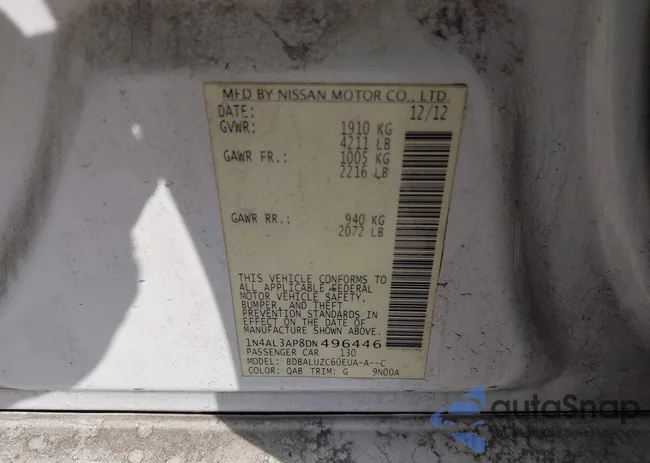 MFD BY NISSAN MOTOR CO., LTD.
DATE: 12/12
GVWR: 1910 KG
4211 LB
GAWR FR.: 1005 KG
2216 LB
GAWR RR.: 940 KG
2072 LB
THIS VEHICLE CONFORMS TO
ALL APPLICABLE FEDERAL
MOTOR VEHICLE SAFETY,
BUMPER, AND THEFT
PREVENTION STANDARDS IN
EFFECT ON THE DATE OF
MANUFACTURE SHOWN ABOVE.
1N4AL3AP8DN496446
PASSENGER CAR 130
MODEL: BDBALUZC60EUA-A--C
COLOR: QAB TRIM: G 9N00A
autoSnap